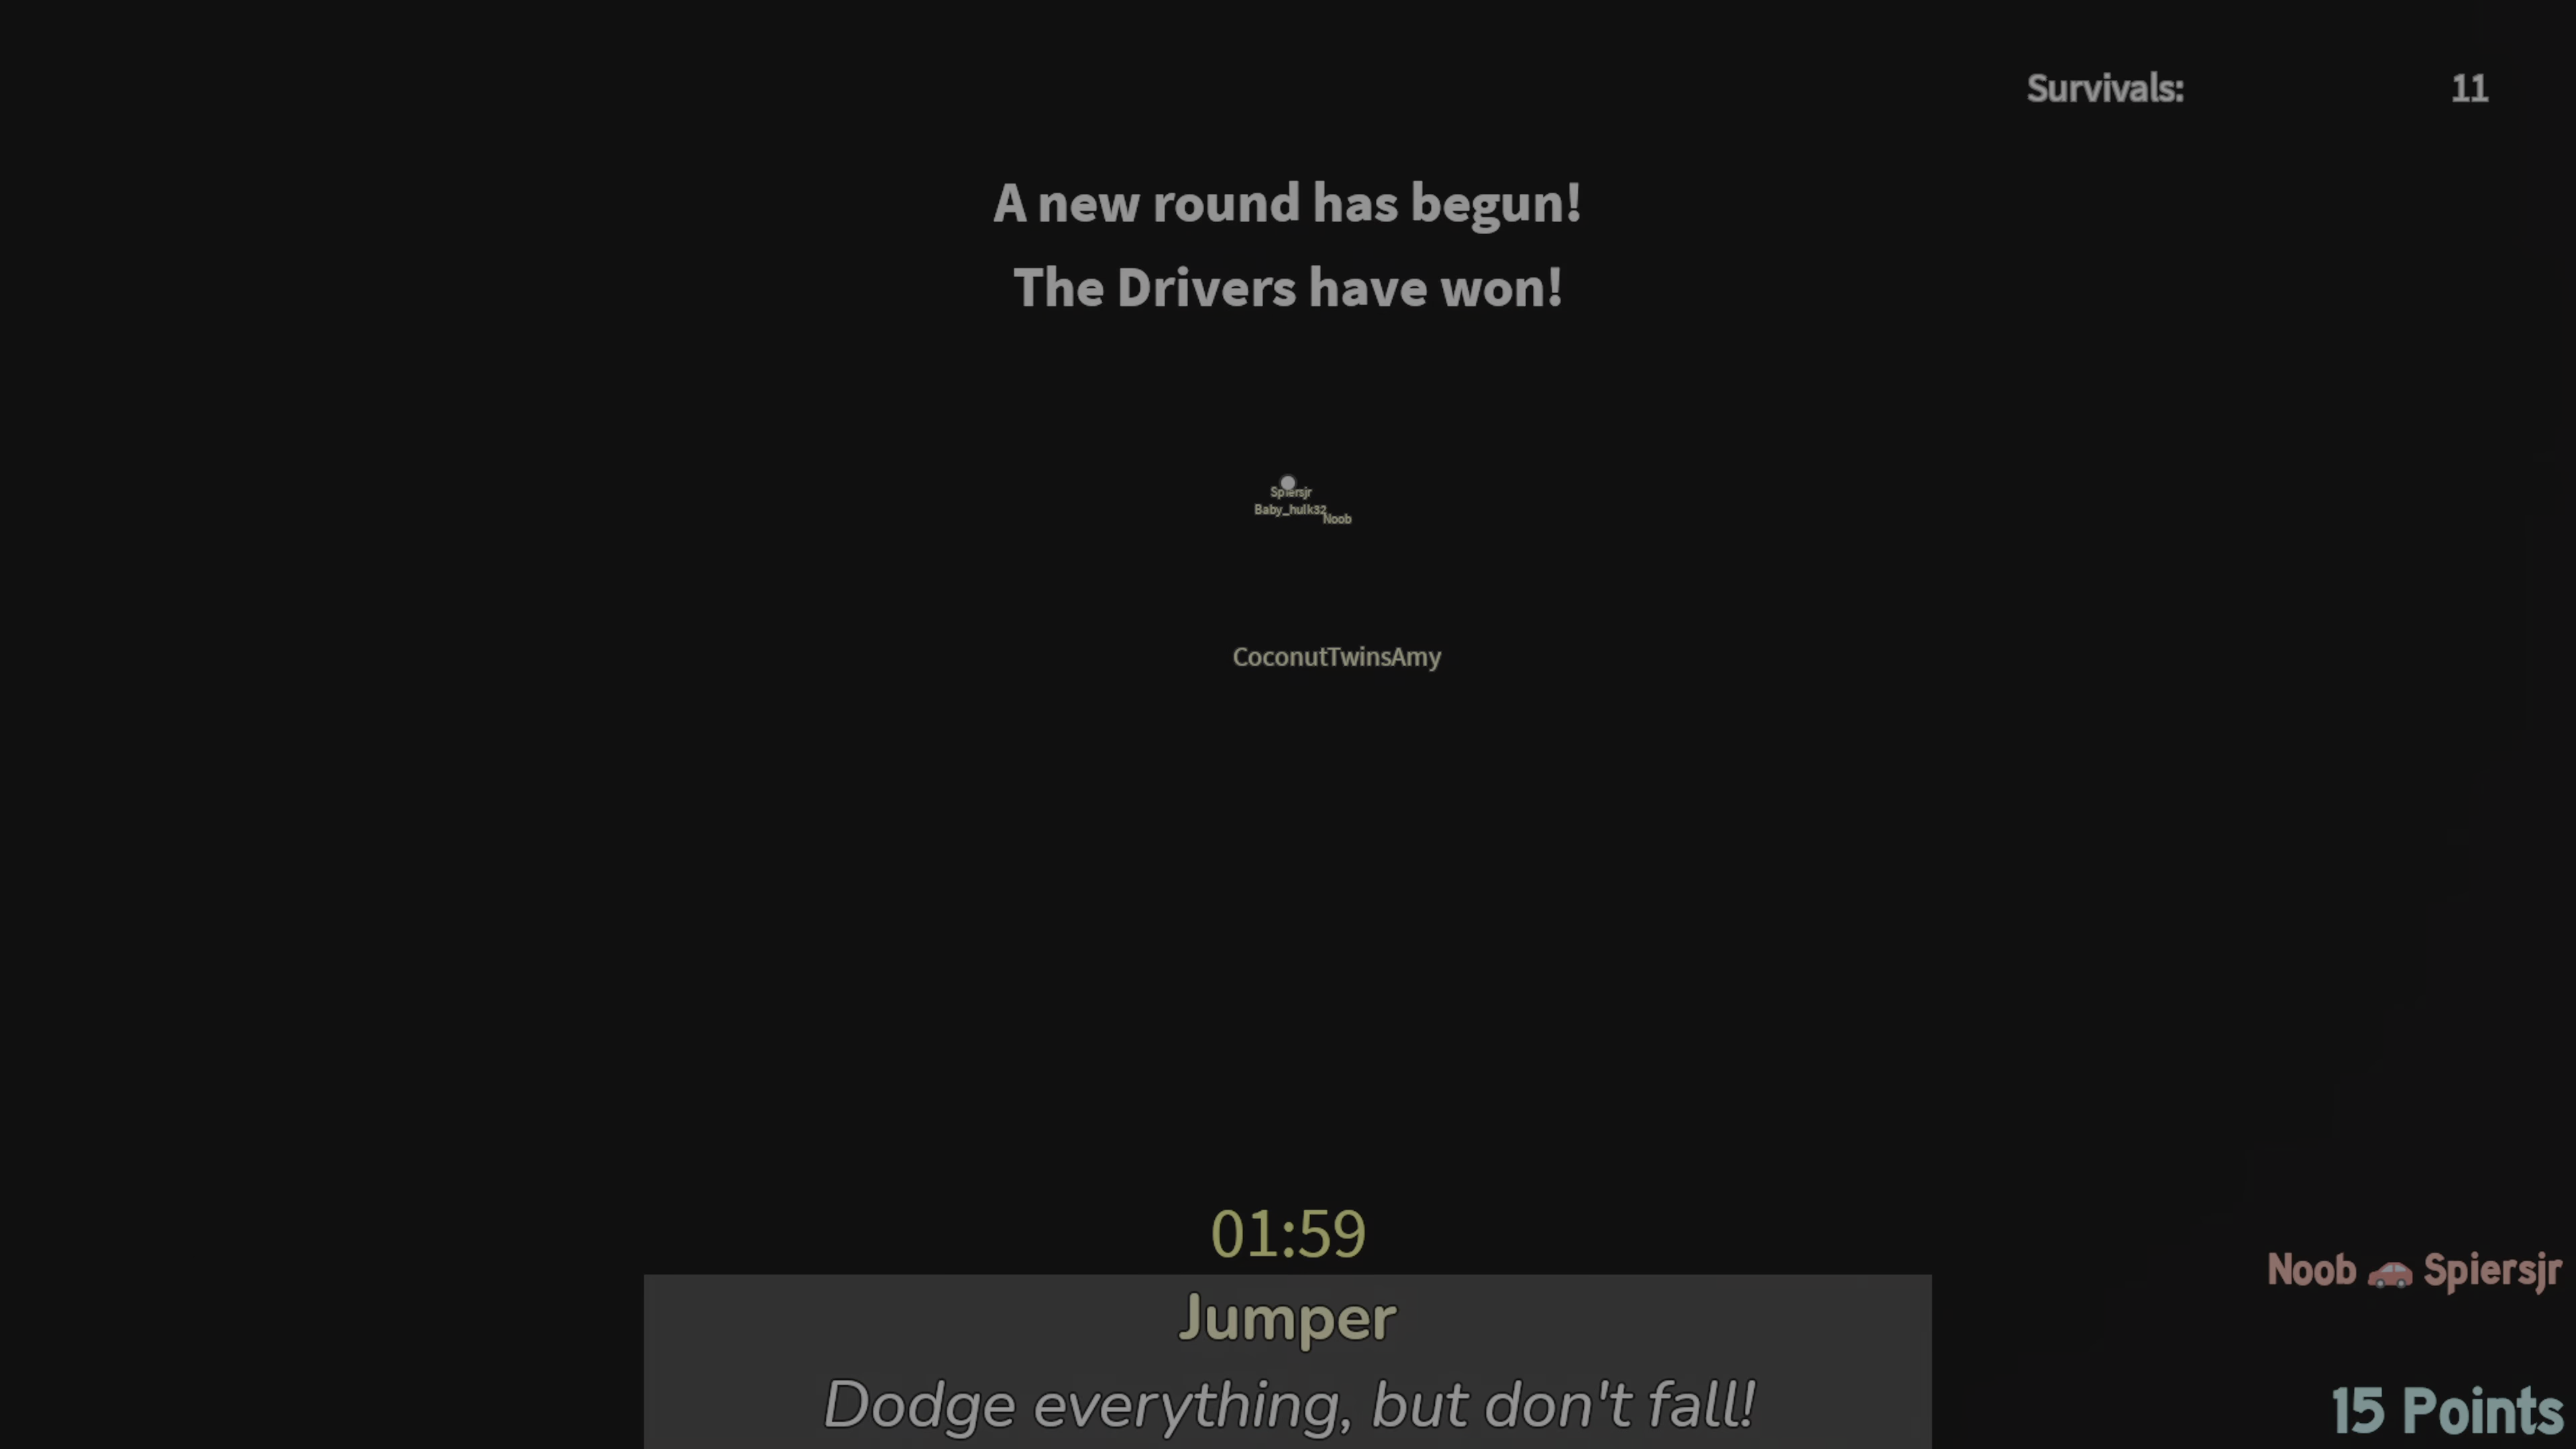 Survivals: 11
A new round has begun!
The Drivers have won!
Spiersjr
Baby_hulk32
Noob
CoconutTwinsAmy
01:59
Jumper
Noob 🚗 Spiersjr
Dodge everything, but don't fall!
15 Points